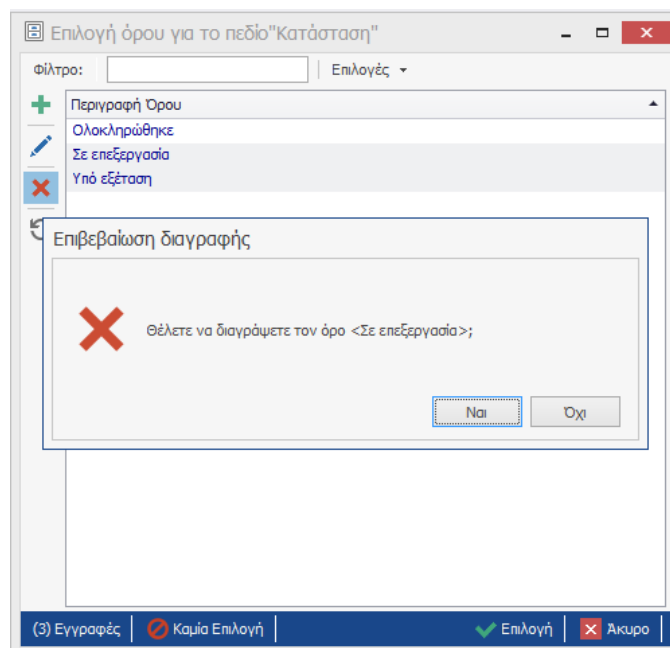 Επιλογή όρου για το πεδίο"Κατάσταση"
Φίλτρο: Επιλογές
Περιγραφή Όρου
Ολοκληρώθηκε
Σε επεξεργασία
Υπό εξέταση
Επιβεβαίωση διαγραφής
Θέλετε να διαγράψετε τον όρο <Σε επεξεργασία>;
Ναι Όχι
(3) Εγγραφές Καμία Επιλογή Επιλογή Άκυρο